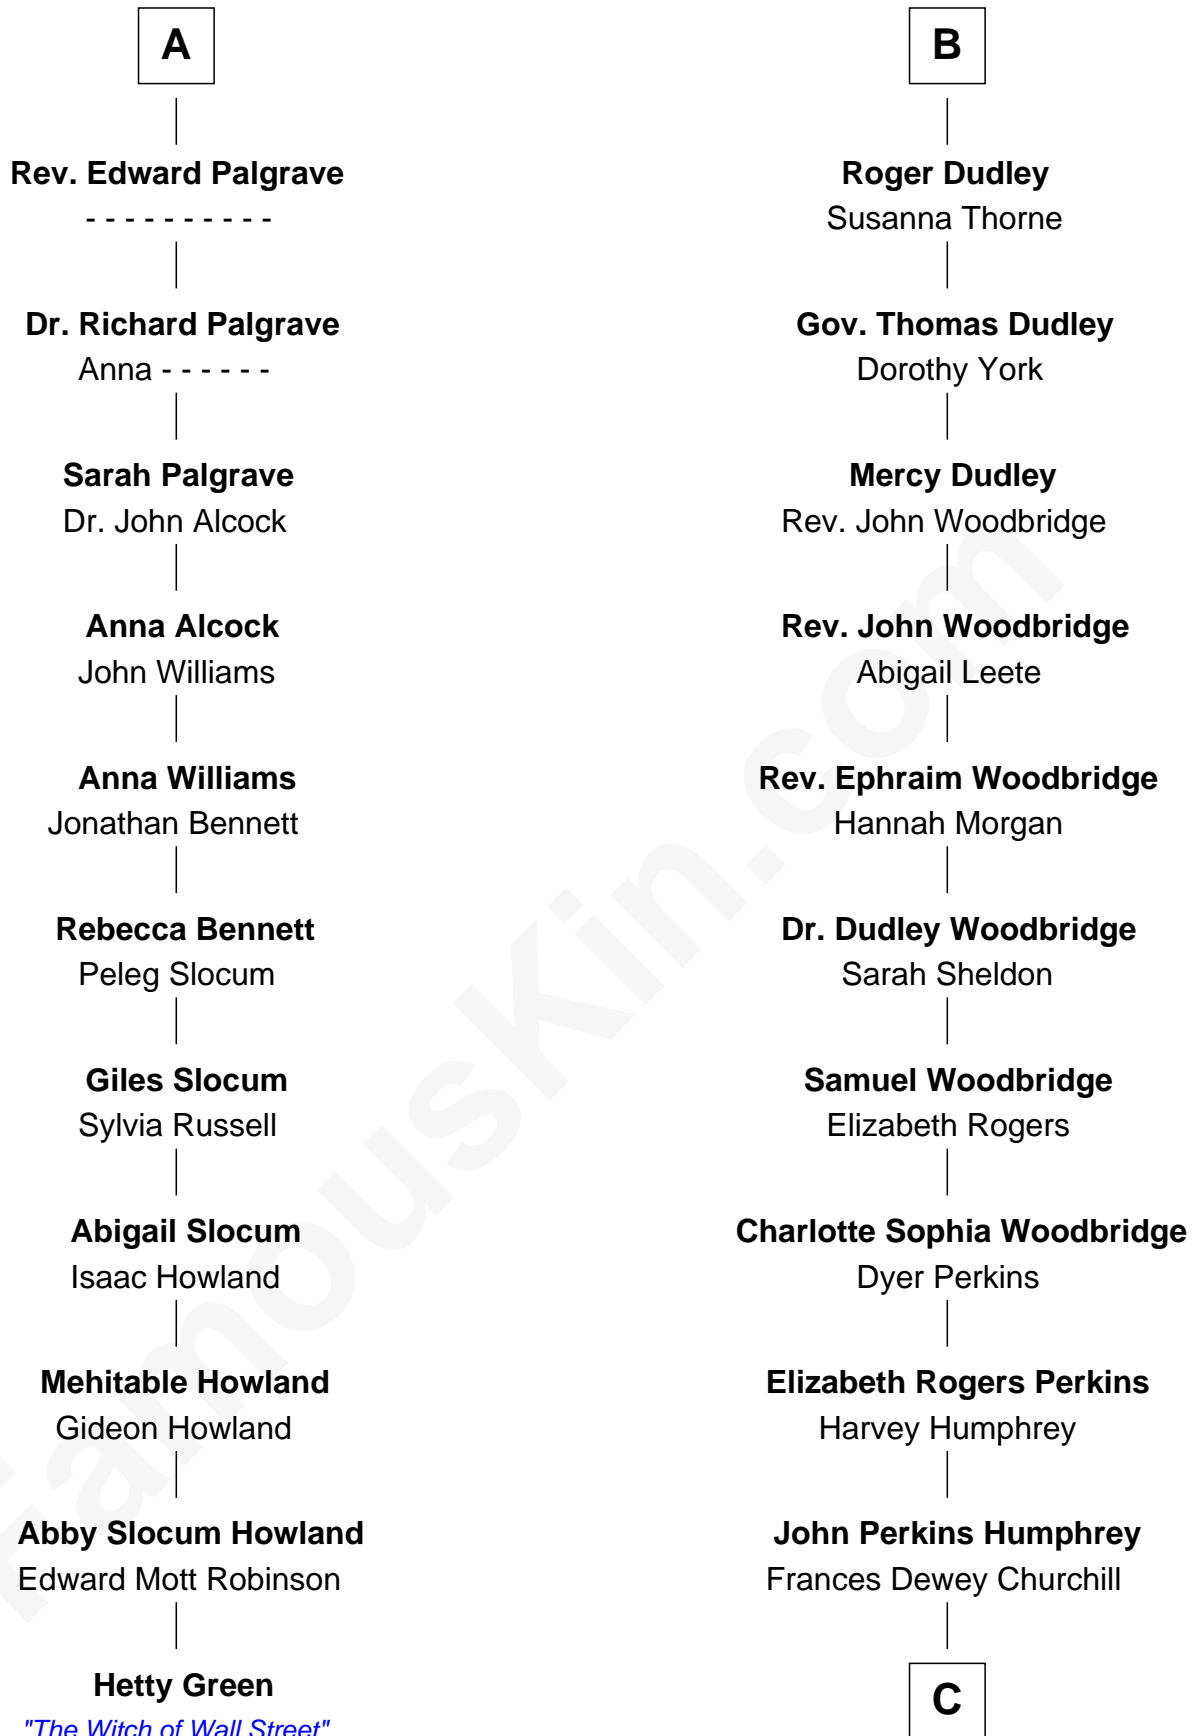 A
Rev. Edward Palgrave
- - - - - - - - - -
Dr. Richard Palgrave
Anna - - - - - -
Sarah Palgrave
Dr. John Alcock
Anna Alcock
John Williams
Anna Williams
Jonathan Bennett
Rebecca Bennett
Peleg Slocum
Giles Slocum
Sylvia Russell
Abigail Slocum
Isaac Howland
Mehitable Howland
Gideon Howland
Abby Slocum Howland
Edward Mott Robinson
Hetty Green
"The Witch of Wall Street"
B
Roger Dudley
Susanna Thorne
Gov. Thomas Dudley
Dorothy York
Mercy Dudley
Rev. John Woodbridge
Rev. John Woodbridge
Abigail Leete
Rev. Ephraim Woodbridge
Hannah Morgan
Dr. Dudley Woodbridge
Sarah Sheldon
Samuel Woodbridge
Elizabeth Rogers
Charlotte Sophia Woodbridge
Dyer Perkins
Elizabeth Rogers Perkins
Harvey Humphrey
John Perkins Humphrey
Frances Dewey Churchill
C
FamousKin.com